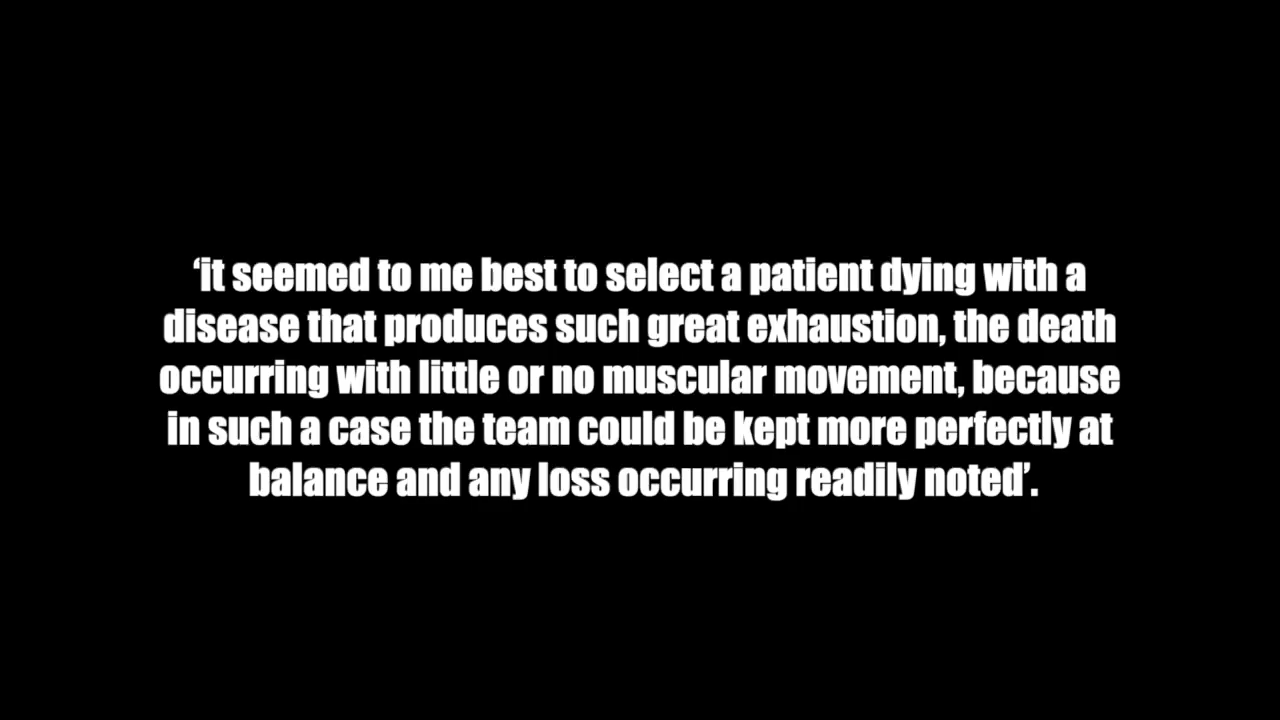 ‘it seemed to me best to select a patient dying with a
disease that produces such great exhaustion, the death
occurring with little or no muscular movement, because
in such a case the team could be kept more perfectly at
balance and any loss occurring readily noted’.